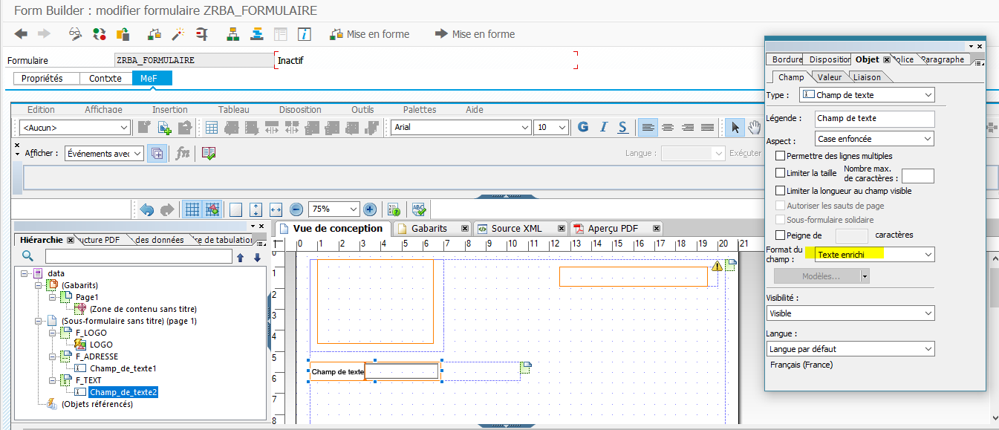 Form Builder : modifier formulaire ZRBA_FORMULAIRE
Mise en forme
Mise en forme
Formulaire
ZRBA_FORMULAIRE
Inactif
Propriétés
Contxte
MeF
Edition
Affichage
Insertion
Tableau
Disposition
Outils
Palettes
Aide
<Aucun>
Arial
10
G
I
S
Afficher :
Événements avec
fx
Langue :
Exécuter
75%
Hiérarchie
ucture PDF
des données
re de tabulation
data
(Gabarits)
Page1
(Zone de contenu sans titre)
(Sous-formulaire sans titre) (page 1)
F_LOGO
LOGO
F_ADRESSE
Champ_de_texte1
F_TEXT
Champ_de_texte2
(Objets référencés)
Vue de conception
Gabarits
Source XML
Aperçu PDF
0 1 2 3 4 5 6 7 8 9 10 11 12 13 14 15 16 17 18 19 20 21
0
1
2
3
4
5
6
7
8
Champ de texte
Bordure
Disposition
Objet
Police
Paragraphe
Champ
Valeur
Liaison
Type :
Champ de texte
Légende :
Champ de texte
Aspect :
Case enfoncée
Permettre des lignes multiples
Limiter la taille
Nombre max.
de caractères :
Limiter la longueur au champ visible
Autoriser les sauts de page
Sous-formulaire solidaire
Peigne de
caractères
Format du
champ :
Texte enrichi
Modèles...
Visibilité :
Visible
Langue :
Langue par défaut
Français (France)